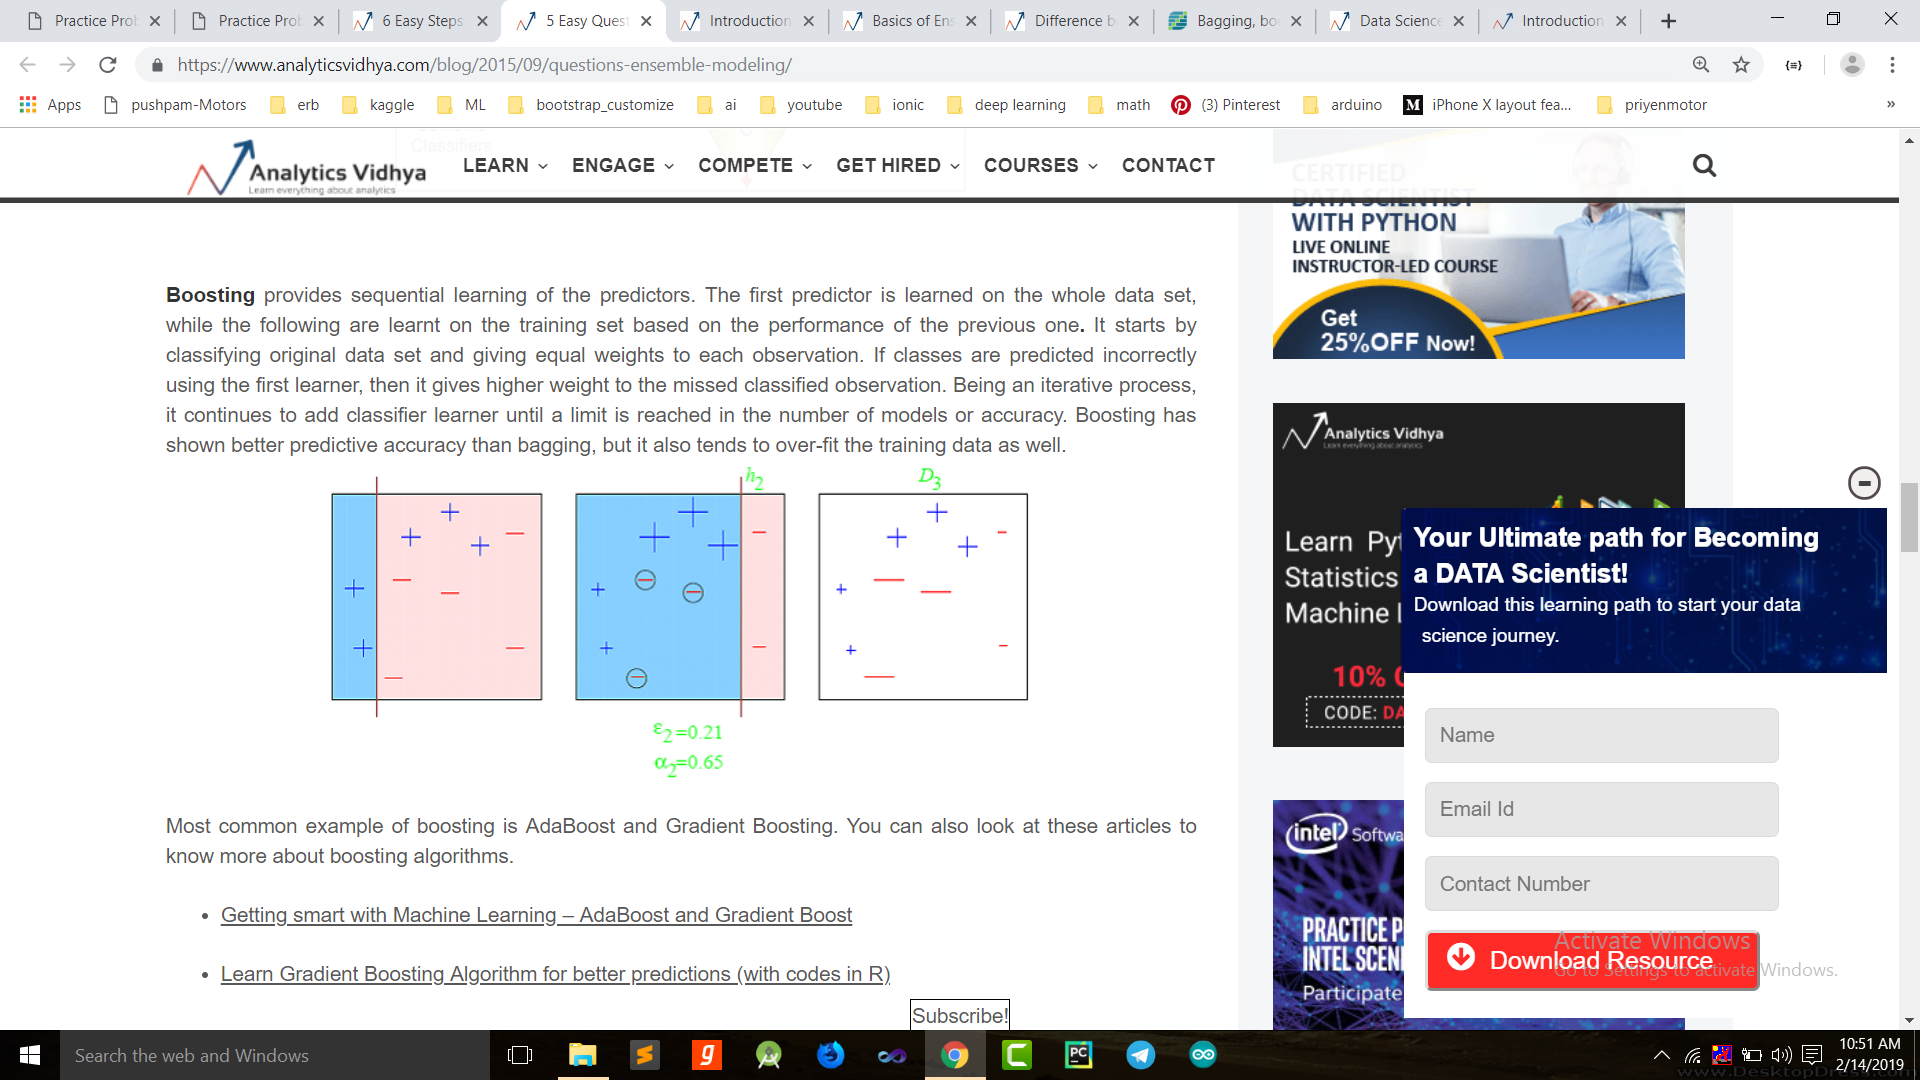 Practice Prob
Practice Prob
6 Easy Steps
5 Easy Quest
Introduction
Basics of Ens
Difference b
Bagging, bo
Data Science
Introduction
https://www.analyticsvidhya.com/blog/2015/09/questions-ensemble-modeling/
Apps
pushpam-Motors
erb
kaggle
ML
bootstrap_customize
ai
youtube
ionic
deep learning
math
(3) Pinterest
arduino
M
iPhone X layout fea...
priyenmotor
»
Classifiers
Analytics Vidhya
Learn everything about analytics
LEARN
ENGAGE
COMPETE
GET HIRED
COURSES
CONTACT
CERTIFIED
DATA SCIENTIST
WITH PYTHON
LIVE ONLINE
INSTRUCTOR-LED COURSE
Get
25%OFF Now!
Boosting provides sequential learning of the predictors. The first predictor is learned on the whole data set,
while the following are learnt on the training set based on the performance of the previous one. It starts by
classifying original data set and giving equal weights to each observation. If classes are predicted incorrectly
using the first learner, then it gives higher weight to the missed classified observation. Being an iterative process,
it continues to add classifier learner until a limit is reached in the number of models or accuracy. Boosting has
shown better predictive accuracy than bagging, but it also tends to over-fit the training data as well.
h2
D3
ε2=0.21
α2=0.65
Most common example of boosting is AdaBoost and Gradient Boosting. You can also look at these articles to
know more about boosting algorithms.
• Getting smart with Machine Learning – AdaBoost and Gradient Boost
• Learn Gradient Boosting Algorithm for better predictions (with codes in R)
Subscribe!
Analytics Vidhya
Learn everything about analytics
Learn Pyt
Statistics
Machine l
10%
CODE: DA
Your Ultimate path for Becoming
a DATA Scientist!
Download this learning path to start your data
science journey.
Name
Email Id
Contact Number
Download Resource
Activate Windows
Go to Settings to activate Windows.
intel Softwa
PRACTICE P
INTEL SCEN
Participate
Search the web and Windows
g
C
PC
10:51 AM
2/14/2019